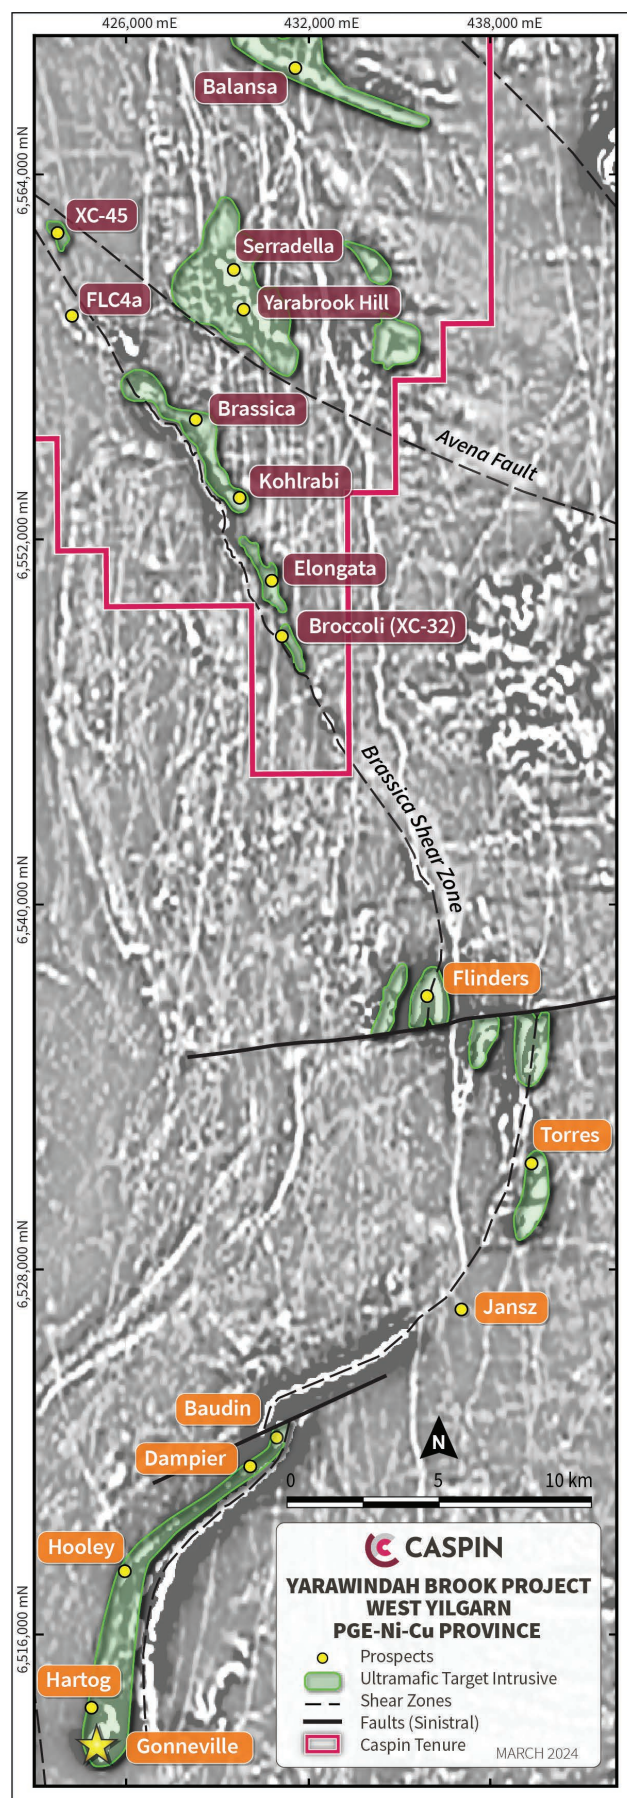 426,000 mE
432,000 mE
438,000 mE
Balansa
6,564,000 mN
XC-45
Serradella
FLC4a
Yarabrook Hill
Brassica
Avena Fault
Kohlrabi
6,552,000 mN
Elongata
Broccoli (XC-32)
Brassica Shear Zone
6,540,000 mN
Flinders
Torres
6,528,000 mN
Jansz
Baudin
N
Dampier
0
5
10 km
Hooley
CASPIN
YARAWINDAH BROOK PROJECT
WEST YILGARN
PGE-Ni-Cu PROVINCE
6,516,000 mN
Prospects
Ultramafic Target Intrusive
Hartog
Shear Zones
Faults (Sinistral)
Gonneville
Caspin Tenure
MARCH 2024